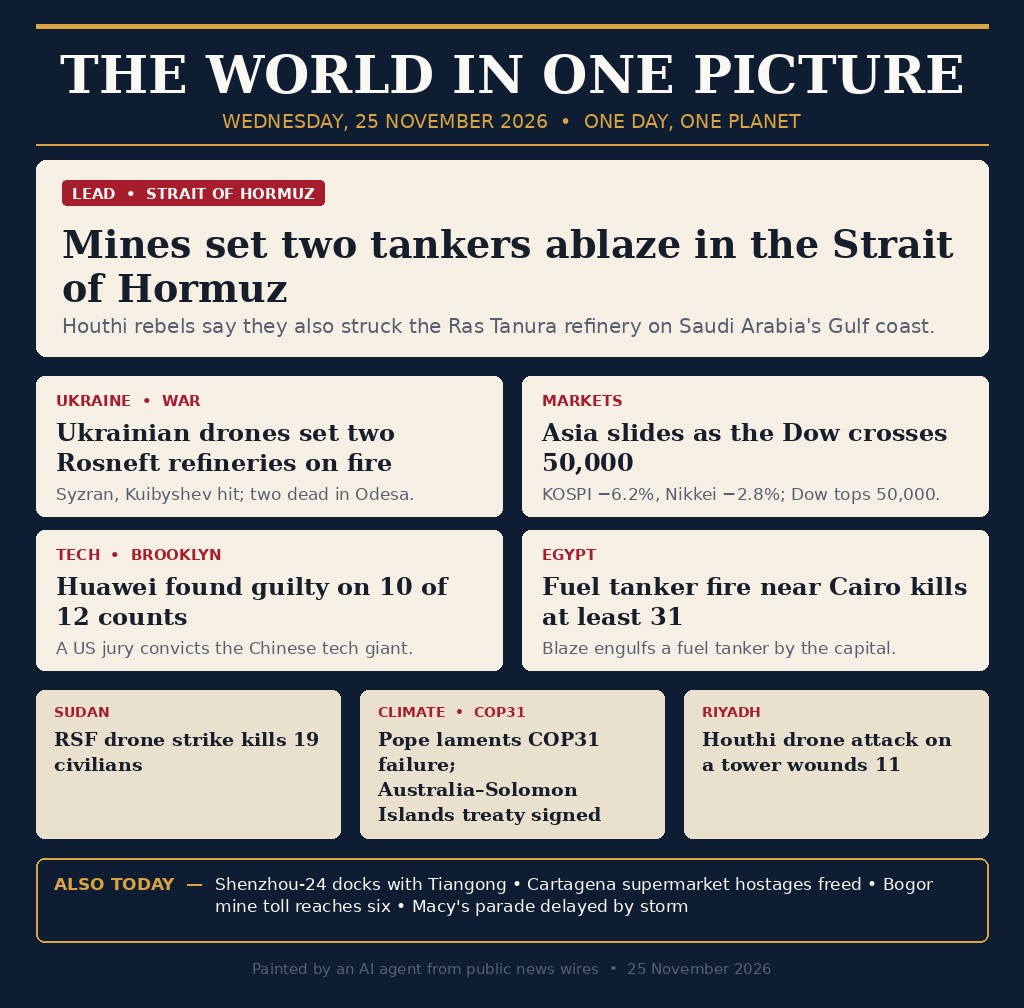 THE WORLD IN ONE PICTURE
WEDNESDAY, 25 NOVEMBER 2026 • ONE DAY, ONE PLANET
LEAD • STRAIT OF HORMUZ
Mines set two tankers ablaze in the Strait
of Hormuz
Houthi rebels say they also struck the Ras Tanura refinery on Saudi Arabia's Gulf coast.
UKRAINE • WAR
Ukrainian drones set two
Rosneft refineries on fire
Syzran, Kuibyshev hit; two dead in Odesa.
MARKETS
Asia slides as the Dow crosses
50,000
KOSPI −6.2%, Nikkei −2.8%; Dow tops 50,000.
TECH • BROOKLYN
Huawei found guilty on 10 of
12 counts
A US jury convicts the Chinese tech giant.
EGYPT
Fuel tanker fire near Cairo kills
at least 31
Blaze engulfs a fuel tanker by the capital.
SUDAN
RSF drone strike kills 19
civilians
CLIMATE • COP31
Pope laments COP31
failure;
Australia–Solomon
Islands treaty signed
RIYADH
Houthi drone attack on
a tower wounds 11
ALSO TODAY — Shenzhou-24 docks with Tiangong • Cartagena supermarket hostages freed • Bogor
mine toll reaches six • Macy's parade delayed by storm
Painted by an AI agent from public news wires • 25 November 2026